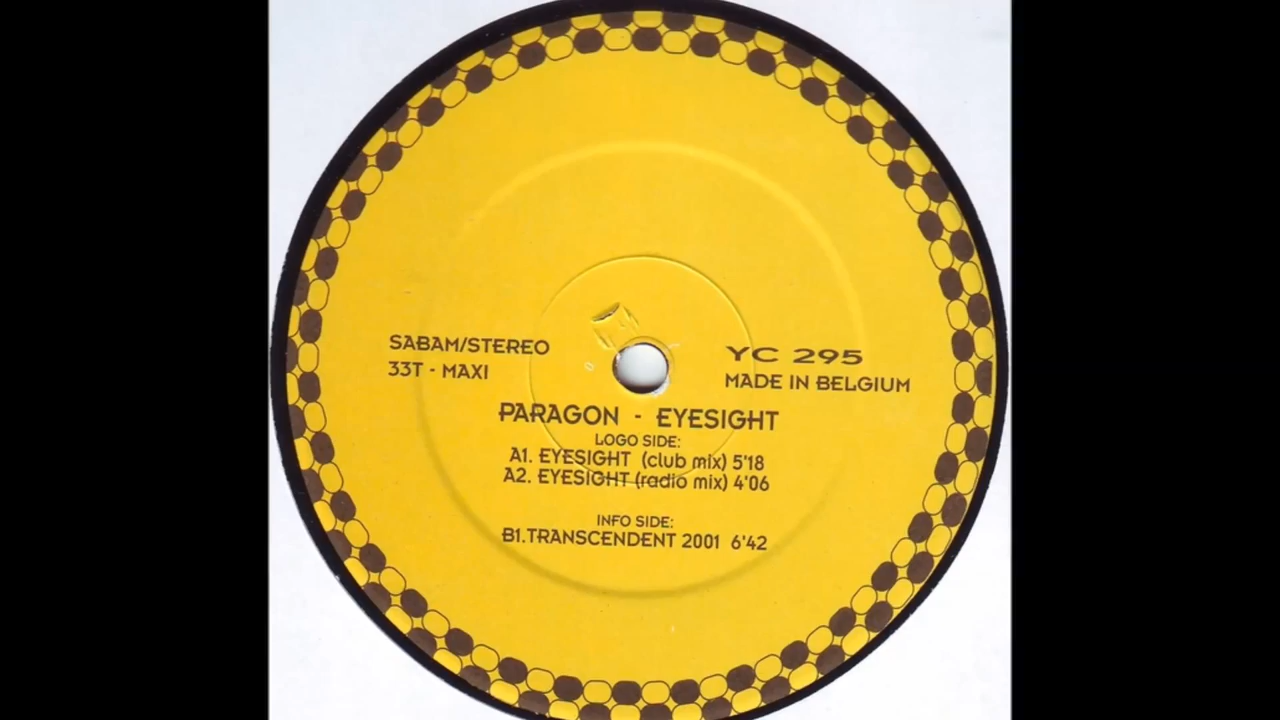 SABAM/STEREO
33T - MAXI
YC 295
MADE IN BELGIUM
PARAGON - EYESIGHT
LOGO SIDE:
A1. EYESIGHT (club mix) 5'18
A2. EYESIGHT (radio mix) 4'06
INFO SIDE:
B1.TRANSCENDENT 2001 6'42